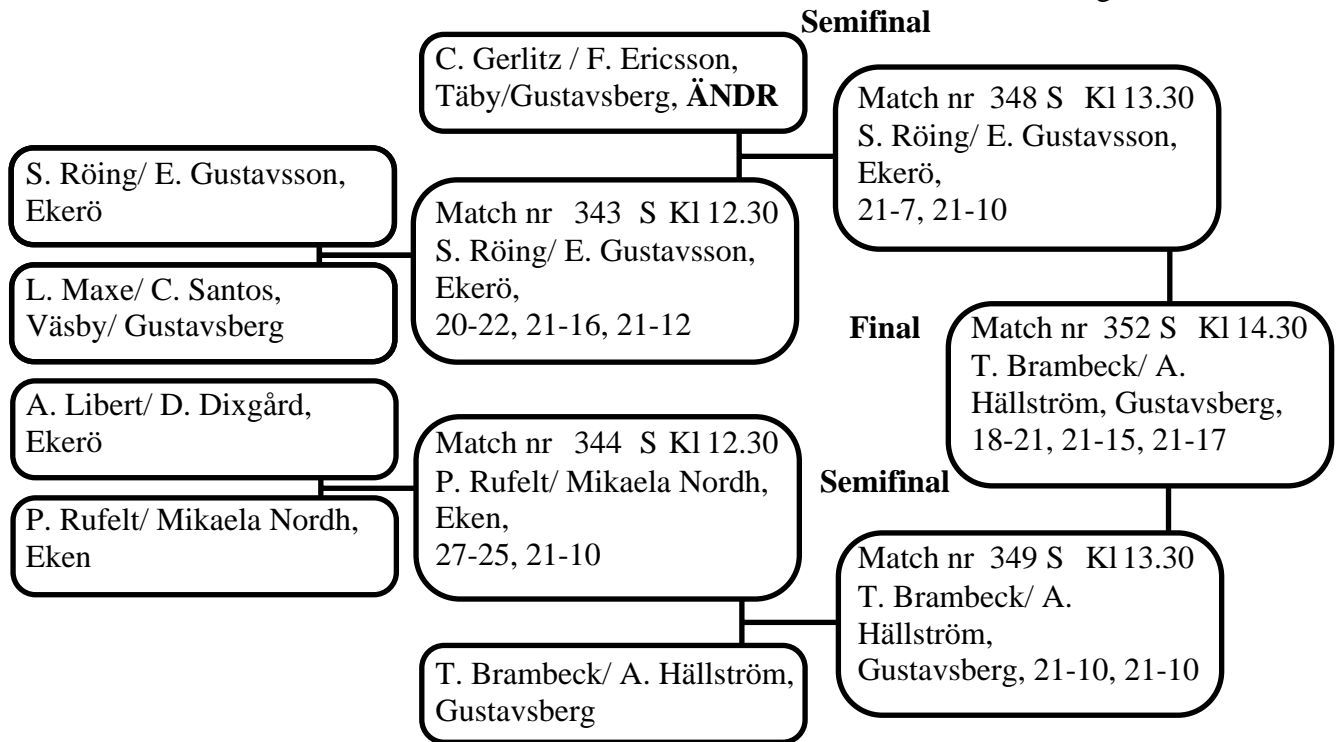 Semifinal
C. Gerlitz / F. Ericsson,
Täby/Gustavsberg, ÄNDR
Match nr 348 S Kl 13.30
S. Röing/ E. Gustavsson,
Ekerö,
21-7, 21-10
S. Röing/ E. Gustavsson,
Ekerö
Match nr 343 S Kl 12.30
S. Röing/ E. Gustavsson,
Ekerö,
20-22, 21-16, 21-12
L. Maxe/ C. Santos,
Väsby/ Gustavsberg
Final
Match nr 352 S Kl 14.30
T. Brambeck/ A.
Hällström, Gustavsberg,
18-21, 21-15, 21-17
A. Libert/ D. Dixgård,
Ekerö
Match nr 344 S Kl 12.30
P. Rufelt/ Mikaela Nordh,
Eken,
27-25, 21-10
Semifinal
P. Rufelt/ Mikaela Nordh,
Eken
Match nr 349 S Kl 13.30
T. Brambeck/ A.
Hällström,
Gustavsberg, 21-10, 21-10
T. Brambeck/ A. Hällström,
Gustavsberg